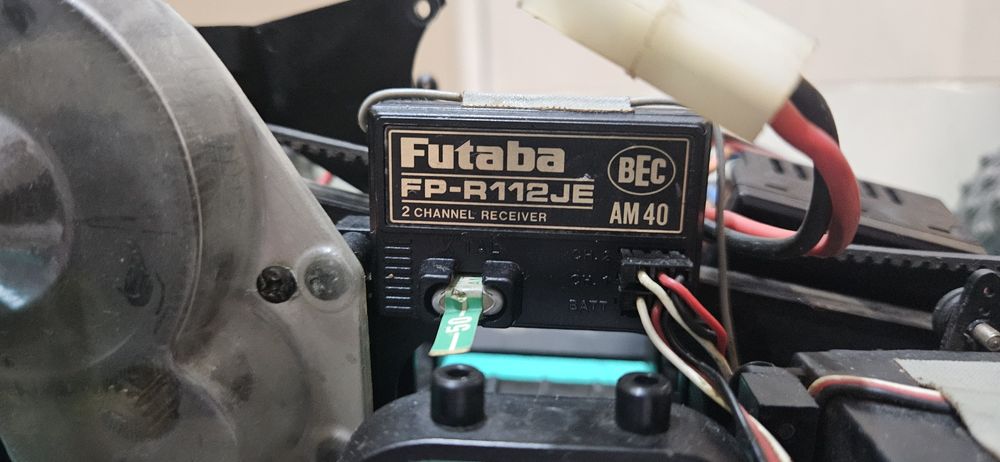 Futaba
FP-R112JE
2 CHANNEL RECEIVER
BEC
AM 40
CH.2
CH.1
BATT
50